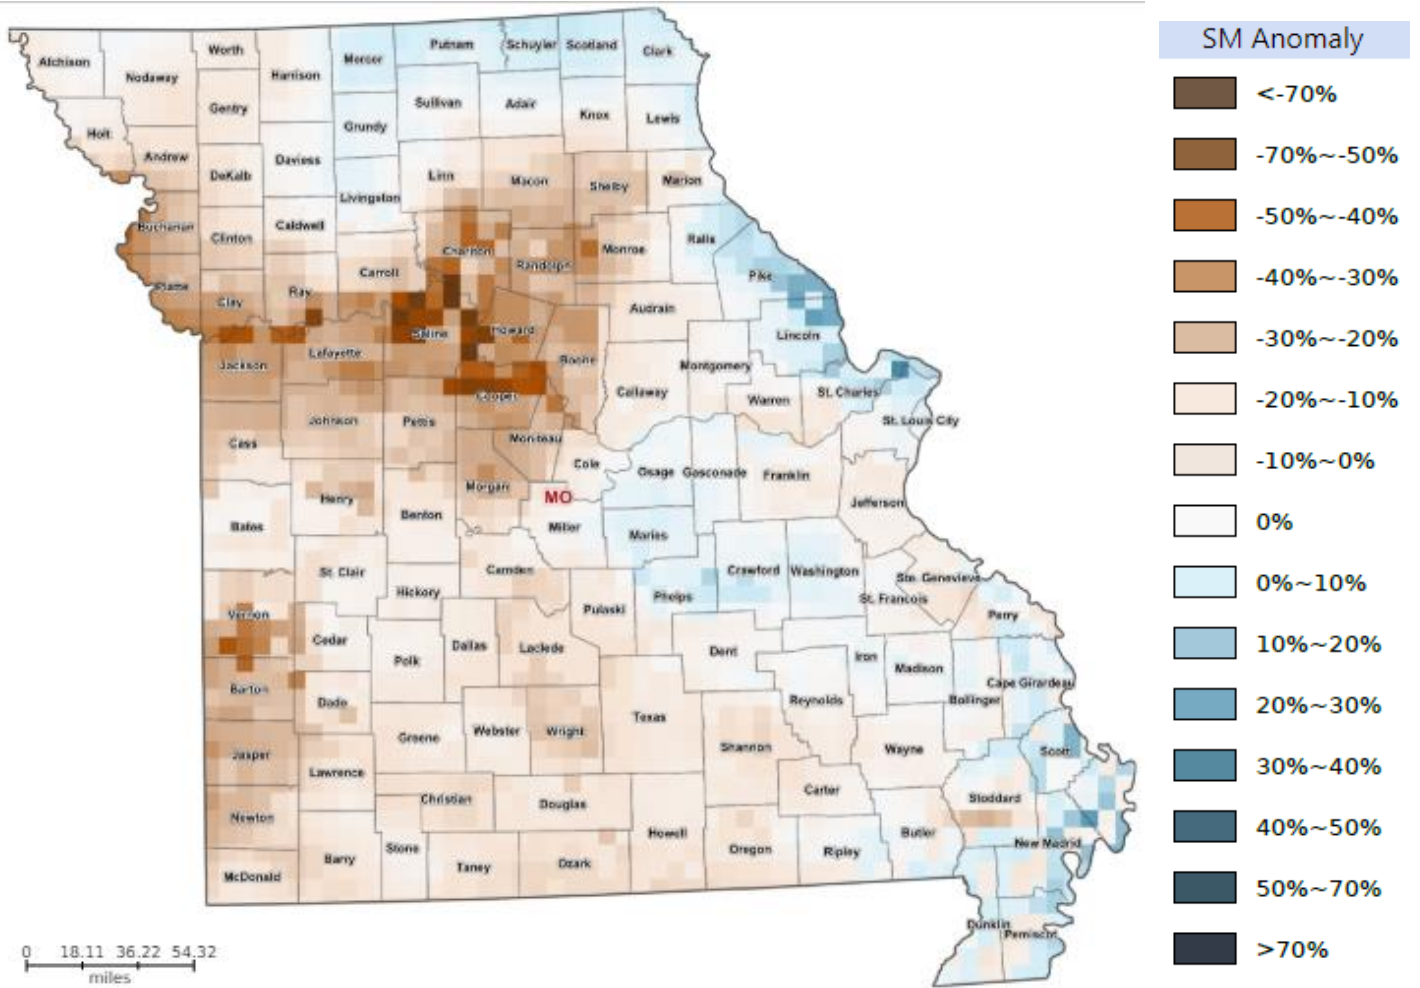 Atchison
Nodaway
Worth
Harrison
Mercer
Putnam
Schuyler
Scotland
Clark
Gentry
Sullivan
Adair
Knox
Lewis
Holt
Grundy
Andrew
DeKalb
Daviess
Linn
Macon
Shelby
Marion
Livingston
Buchanan
Clinton
Caldwell
Chariton
Randolph
Monroe
Ralls
Pike
Carroll
Platte
Clay
Ray
Audrain
Saline
Howard
Lincoln
Jackson
Lafayette
Boone
Montgomery
Cooper
Callaway
Warren
St. Charles
St. Louis City
Johnson
Pettis
Moniteau
Cass
Cole
Osage
Gasconade
Franklin
Morgan
Henry
MO
Jefferson
Benton
Miller
Bates
Maries
St. Clair
Camden
Crawford
Washington
Ste. Genevieve
Hickory
Phelps
St. Francois
Pulaski
Vernon
Perry
Cedar
Dallas
Laclede
Polk
Dent
Iron
Madison
Cape Girardeau
Barton
Dade
Reynolds
Bollinger
Texas
Webster
Wright
Greene
Shannon
Wayne
Scott
Jasper
Lawrence
Carter
Stoddard
Christian
Douglas
Newton
Howell
Butler
New Madrid
Stone
Oregon
Ripley
Barry
Taney
Ozark
McDonald
Dunklin
Pemiscot
0 18.11 36.22 54.32
miles
SM Anomaly
<-70%
-70%~-50%
-50%~-40%
-40%~-30%
-30%~-20%
-20%~-10%
-10%~0%
0%
0%~10%
10%~20%
20%~30%
30%~40%
40%~50%
50%~70%
>70%